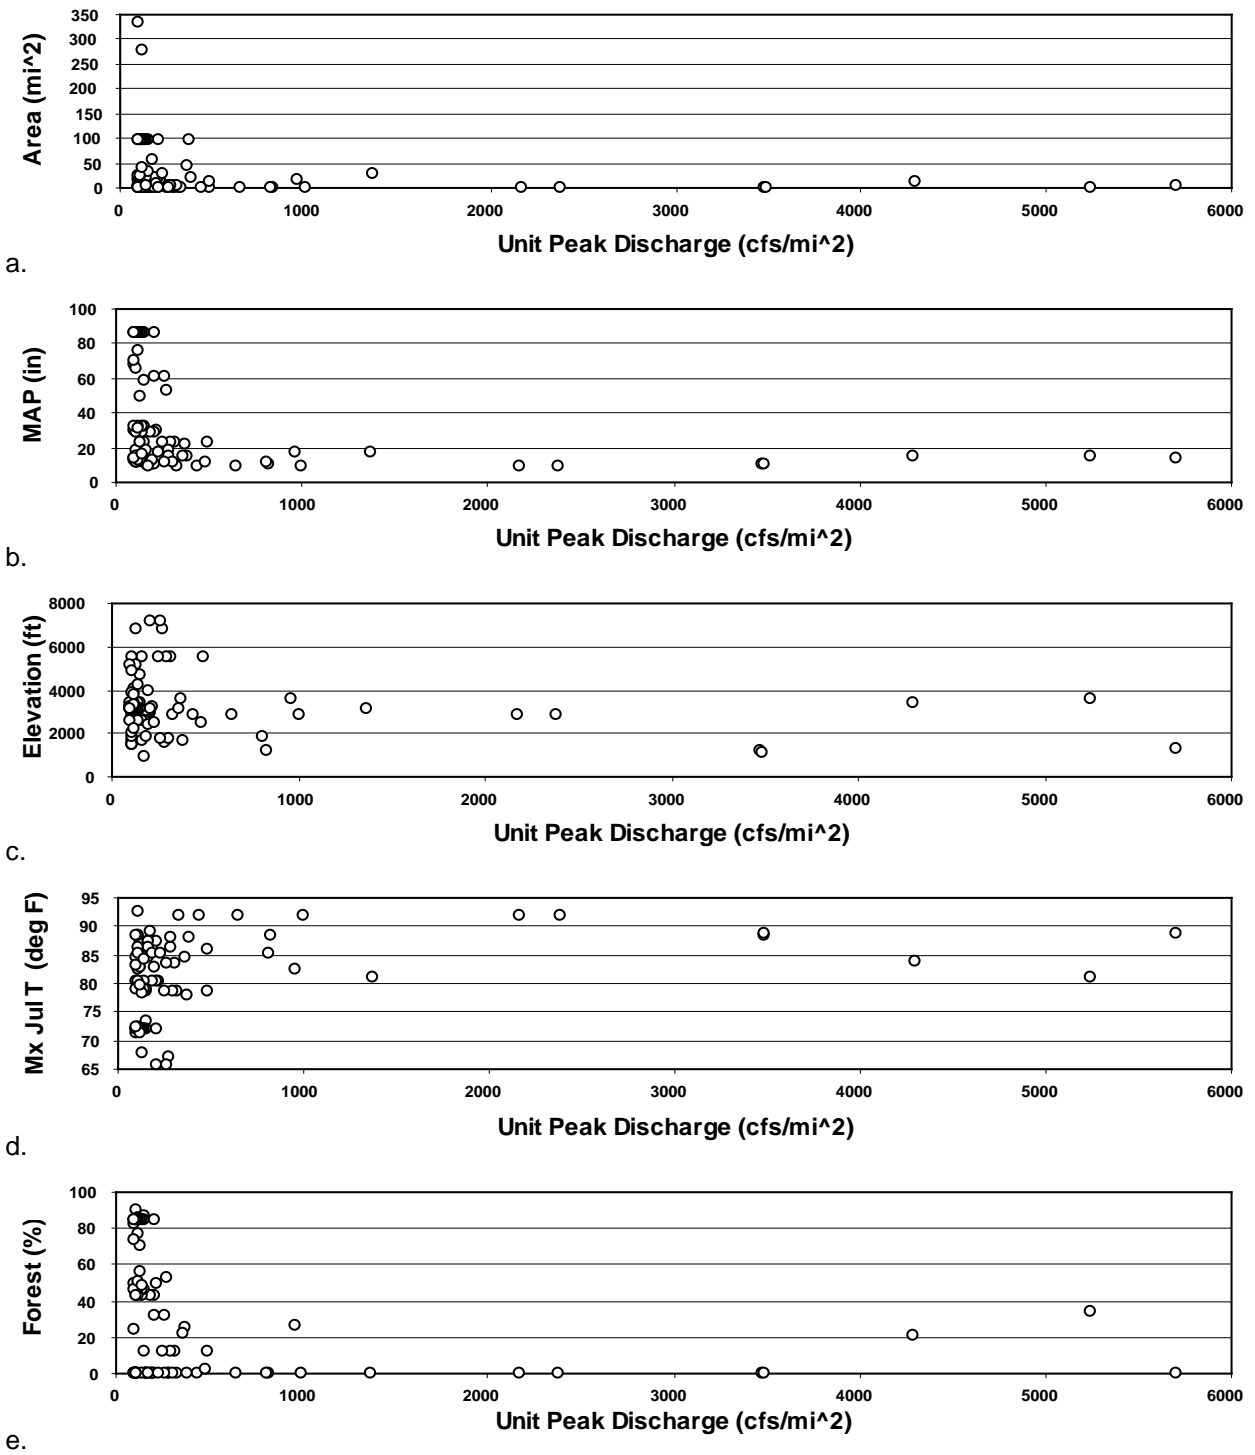 350
300
250
200
150
100
50
0
Area (mi^2)
0 1000 2000 3000 4000 5000 6000
Unit Peak Discharge (cfs/mi^2)
a.
100
80
60
40
20
0
MAP (in)
0 1000 2000 3000 4000 5000 6000
Unit Peak Discharge (cfs/mi^2)
b.
8000
6000
4000
2000
0
Elevation (ft)
0 1000 2000 3000 4000 5000 6000
Unit Peak Discharge (cfs/mi^2)
c.
95
90
85
80
75
70
65
Mx Jul T (deg F)
0 1000 2000 3000 4000 5000 6000
Unit Peak Discharge (cfs/mi^2)
d.
100
80
60
40
20
0
Forest (%)
0 1000 2000 3000 4000 5000 6000
Unit Peak Discharge (cfs/mi^2)
e.